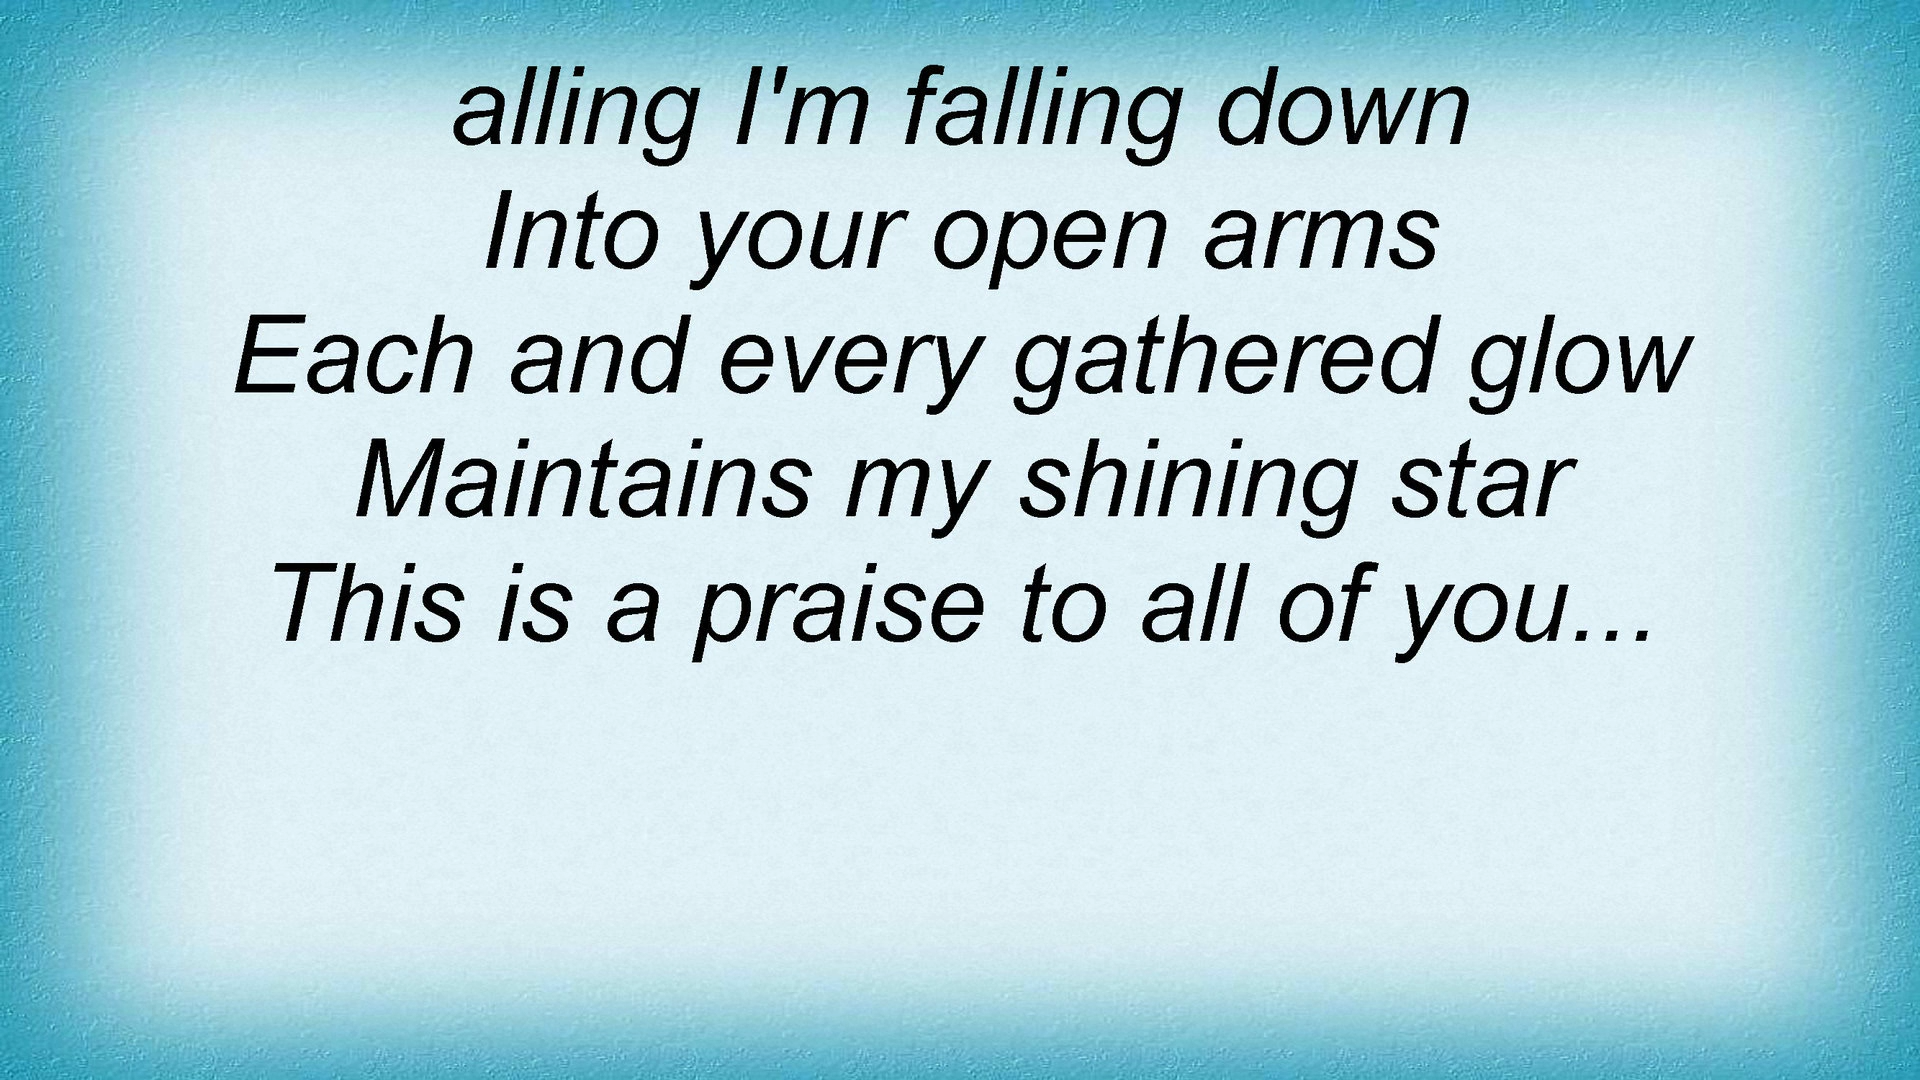 alling I'm falling down
Into your open arms
Each and every gathered glow
Maintains my shining star
This is a praise to all of you...